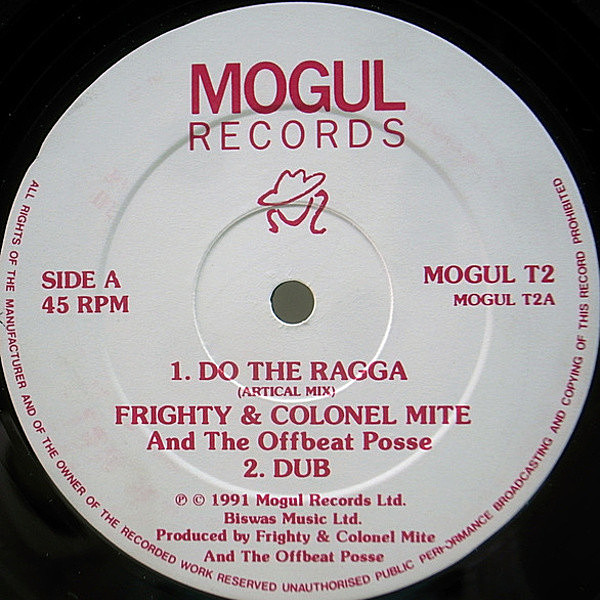 MOGUL
RECORDS
SIDE A
45 RPM
MOGUL T2
MOGUL T2A
1. DO THE RAGGA
(ARTICAL MIX)
FRIGHTY & COLONEL MITE
And The Offbeat Posse
2. DUB
℗ © 1991 Mogul Records Ltd.
Biswas Music Ltd.
Produced by Frighty & Colonel Mite
And The Offbeat Posse
ALL RIGHTS OF THE MANUFACTURER AND OF THE OWNER OF THE RECORDED WORK RESERVED UNAUTHORISED PUBLIC PERFORMANCE BROADCASTING AND COPYING OF THIS RECORD PROHIBITED